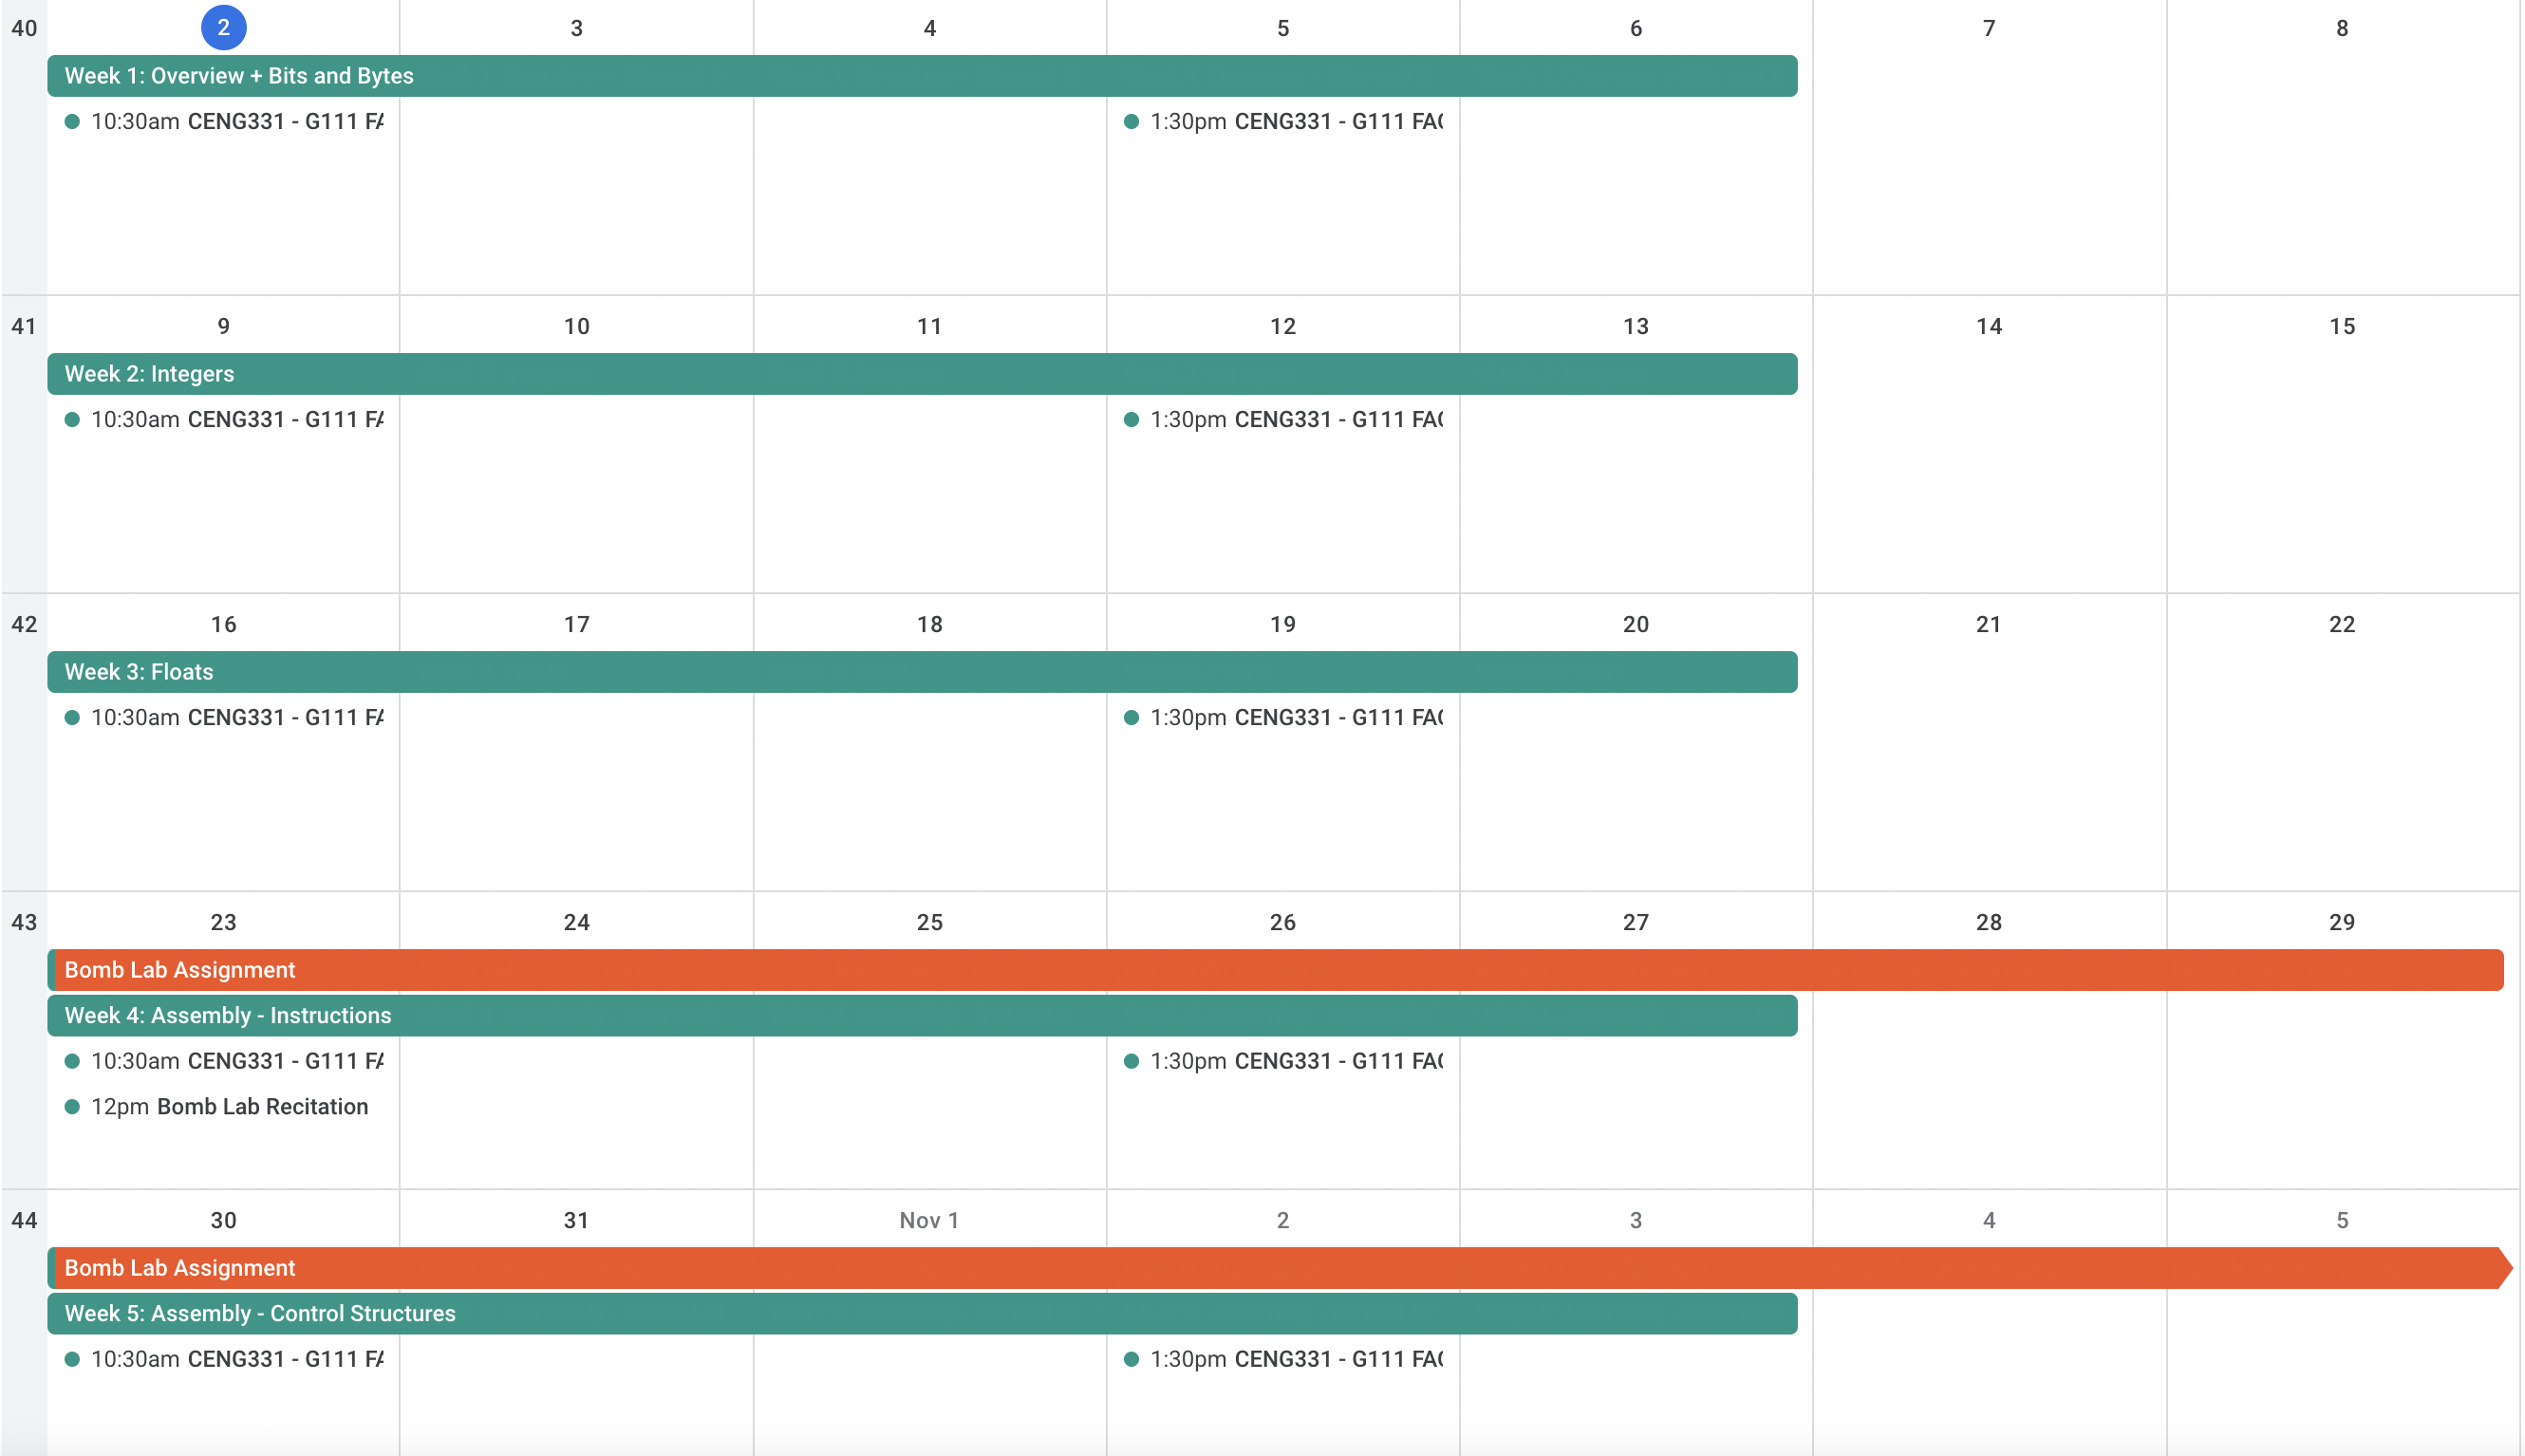 40 2 3 4 5 6 7 8
Week 1: Overview + Bits and Bytes
10:30am CENG331 - G111 1:30pm CENG331 - G111
41 9 10 11 12 13 14 15
Week 2: Integers
10:30am CENG331 - G111 1:30pm CENG331 - G111
42 16 17 18 19 20 21 22
Week 3: Floats
10:30am CENG331 - G111 1:30pm CENG331 - G111
43 23 24 25 26 27 28 29
Bomb Lab Assignment
Week 4: Assembly - Instructions
10:30am CENG331 - G111 1:30pm CENG331 - G111
12pm Bomb Lab Recitation
44 30 31 Nov 1 2 3 4 5
Bomb Lab Assignment
Week 5: Assembly - Control Structures
10:30am CENG331 - G111 1:30pm CENG331 - G111